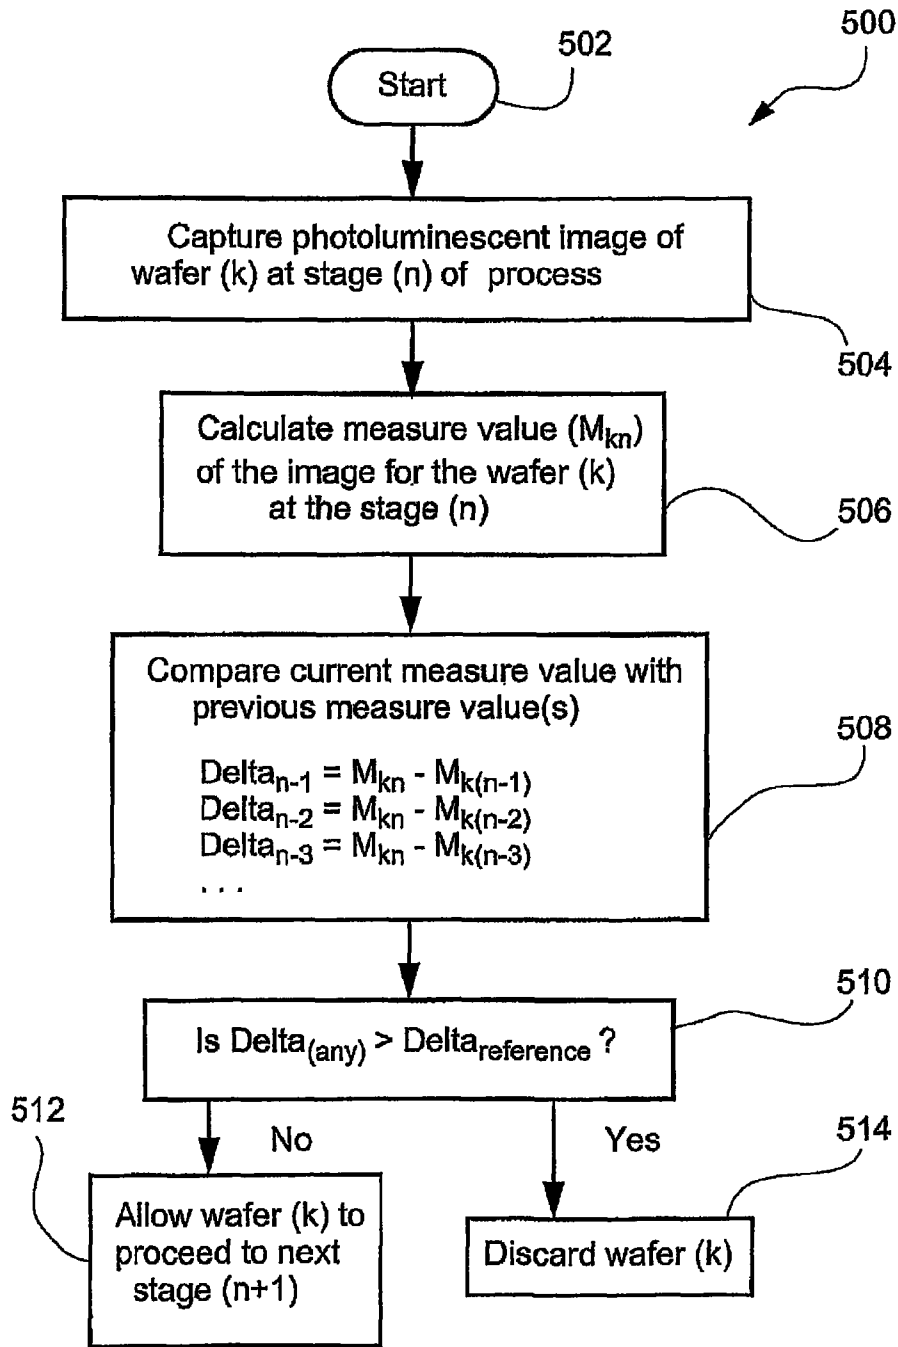 500
502
Start
Capture photoluminescent image of
wafer (k) at stage (n) of process
504
Calculate measure value (Mkn)
of the image for the wafer (k)
at the stage (n)
506
Compare current measure value with
previous measure value(s)
Deltan-1 = Mkn - Mk(n-1)
Deltan-2 = Mkn - Mk(n-2)
Deltan-3 = Mkn - Mk(n-3)
. . .
508
510
Is Delta(any) > Deltareference ?
512
No
Yes
514
Allow wafer (k) to
proceed to next
stage (n+1)
Discard wafer (k)